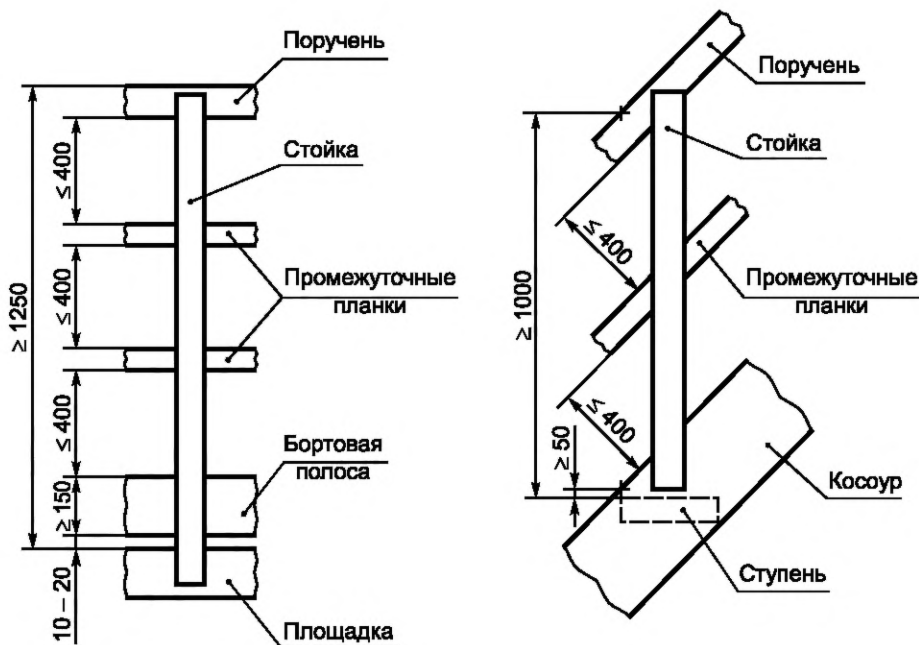 Поручень
≤ 400
Стойка
≥ 1250
≤ 400
Промежуточные
планки
≤ 400
Бортовая
полоса
≥ 150
10 – 20
Площадка
Поручень
Стойка
≥ 1000
≤ 400
Промежуточные
планки
≤ 400
≥ 50
Косоур
Ступень